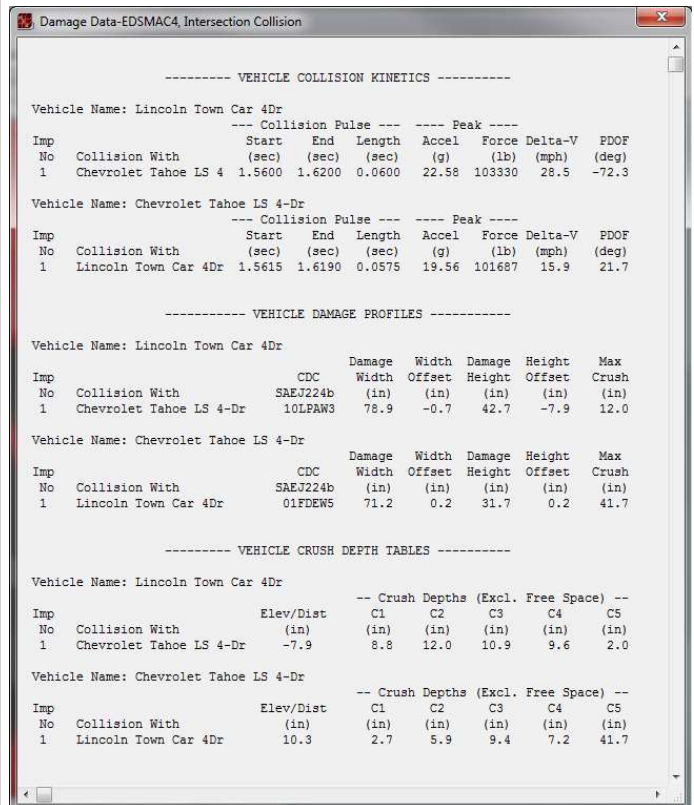 Damage Data-EDSMAC4, Intersection Collision
--------- VEHICLE COLLISION KINETICS ----------
Vehicle Name: Lincoln Town Car 4Dr
--- Collision Pulse --- ---- Peak ----
Imp Start End Length Accel Force Delta-V PDOF
No Collision With (sec) (sec) (sec) (g) (lb) (mph) (deg)
1 Chevrolet Tahoe LS 4 1.5600 1.6200 0.0600 22.58 103330 28.5 -72.3
Vehicle Name: Chevrolet Tahoe LS 4-Dr
--- Collision Pulse --- ---- Peak ----
Imp Start End Length Accel Force Delta-V PDOF
No Collision With (sec) (sec) (sec) (g) (lb) (mph) (deg)
1 Lincoln Town Car 4Dr 1.5615 1.6190 0.0575 19.56 101687 15.9 21.7
----------- VEHICLE DAMAGE PROFILES -----------
Vehicle Name: Lincoln Town Car 4Dr
Damage Width Damage Height Max
Imp CDC Width Offset Height Offset Crush
No Collision With SAEJ224b (in) (in) (in) (in) (in)
1 Chevrolet Tahoe LS 4-Dr 10LPAW3 78.9 -0.7 42.7 -7.9 12.0
Vehicle Name: Chevrolet Tahoe LS 4-Dr
Damage Width Damage Height Max
Imp CDC Width Offset Height Offset Crush
No Collision With SAEJ224b (in) (in) (in) (in) (in)
1 Lincoln Town Car 4Dr 01FDEW5 71.2 0.2 31.7 0.2 41.7
--------- VEHICLE CRUSH DEPTH TABLES ----------
Vehicle Name: Lincoln Town Car 4Dr
-- Crush Depths (Excl. Free Space) --
Imp Elev/Dist C1 C2 C3 C4 C5
No Collision With (in) (in) (in) (in) (in) (in)
1 Chevrolet Tahoe LS 4-Dr -7.9 8.8 12.0 10.9 9.6 2.0
Vehicle Name: Chevrolet Tahoe LS 4-Dr
-- Crush Depths (Excl. Free Space) --
Imp Elev/Dist C1 C2 C3 C4 C5
No Collision With (in) (in) (in) (in) (in) (in)
1 Lincoln Town Car 4Dr 10.3 2.7 5.9 9.4 7.2 41.7